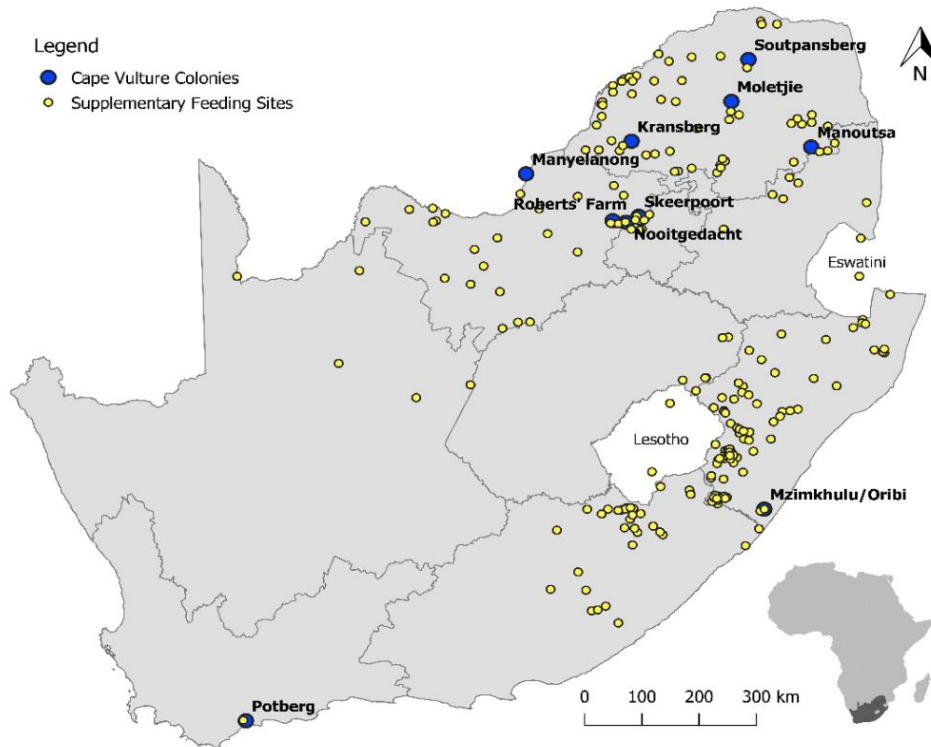 Legend
Cape Vulture Colonies
Supplementary Feeding Sites
N
Soutpansberg
Moletjie
Kransberg
Manoutsa
Manyelanong
Roberts' Farm
Skeerpoort
Nooitgedacht
Eswatini
Lesotho
Mzimkhulu/Oribi
Potberg
0 100 200 300 km